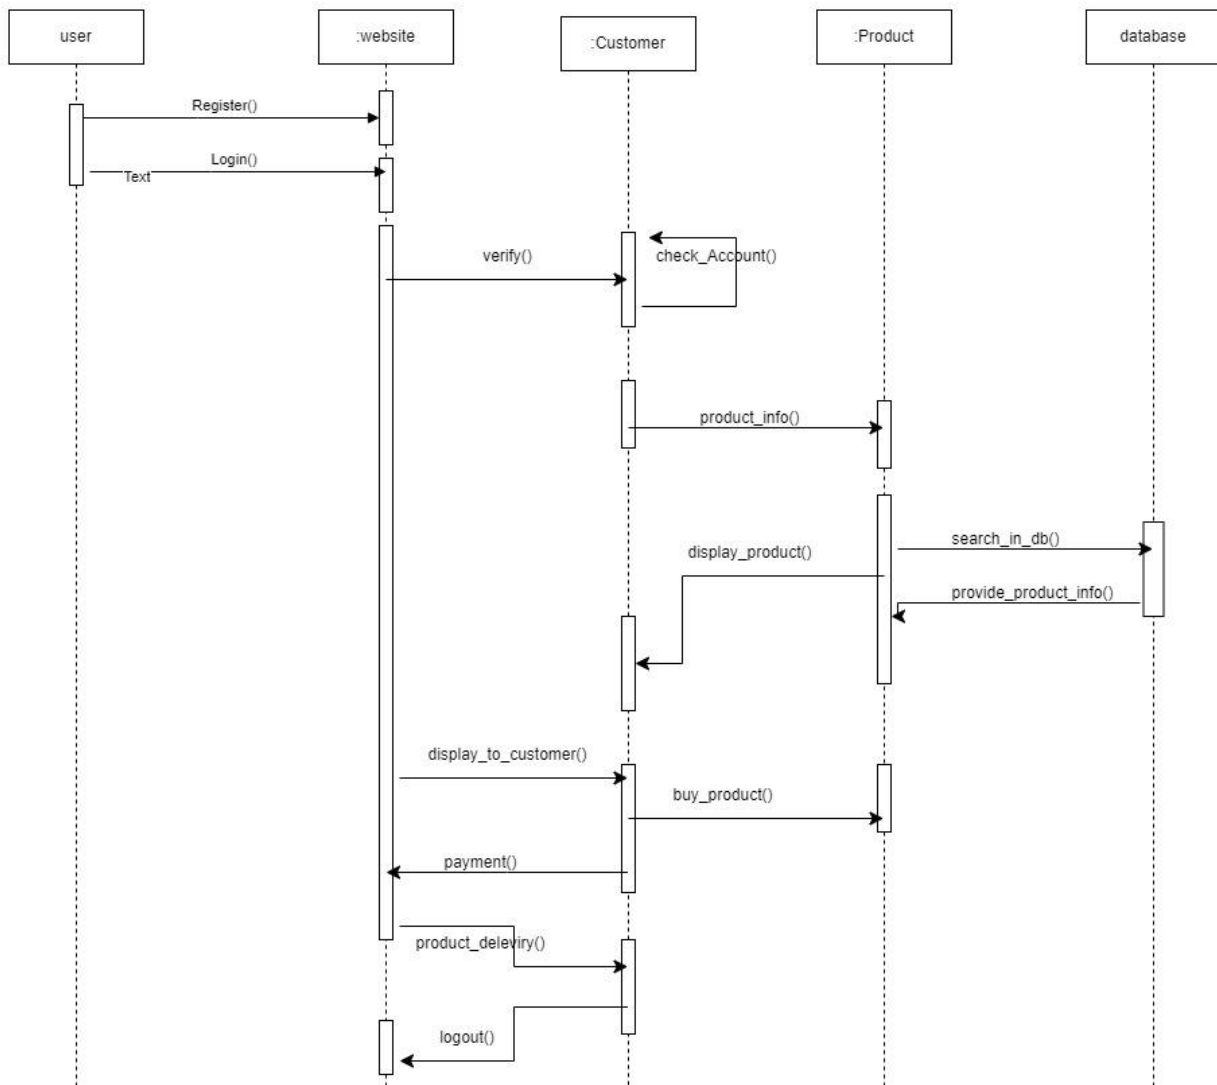 user
:website
:Customer
:Product
database
Register()
Login()
Text
verify()
check_Account()
product_info()
search_in_db()
display_product()
provide_product_info()
display_to_customer()
buy_product()
payment()
product_deleviry()
logout()